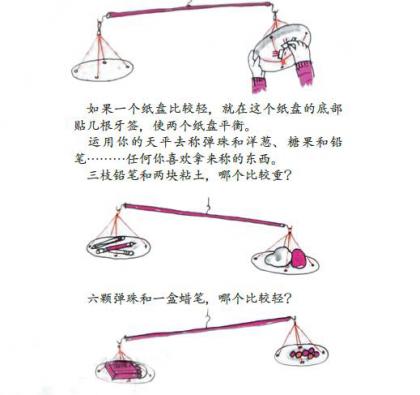 如果一个纸盘比较轻，就在这个纸盘的底部
贴几根牙签，使两个纸盘平衡。
运用你的天平去称弹珠和洋葱、糖果和铅
笔………任何你喜欢拿来称的东西。
三枝铅笔和两块粘土，哪个比较重？
六颗弹珠和一盒蜡笔，哪个比较轻？